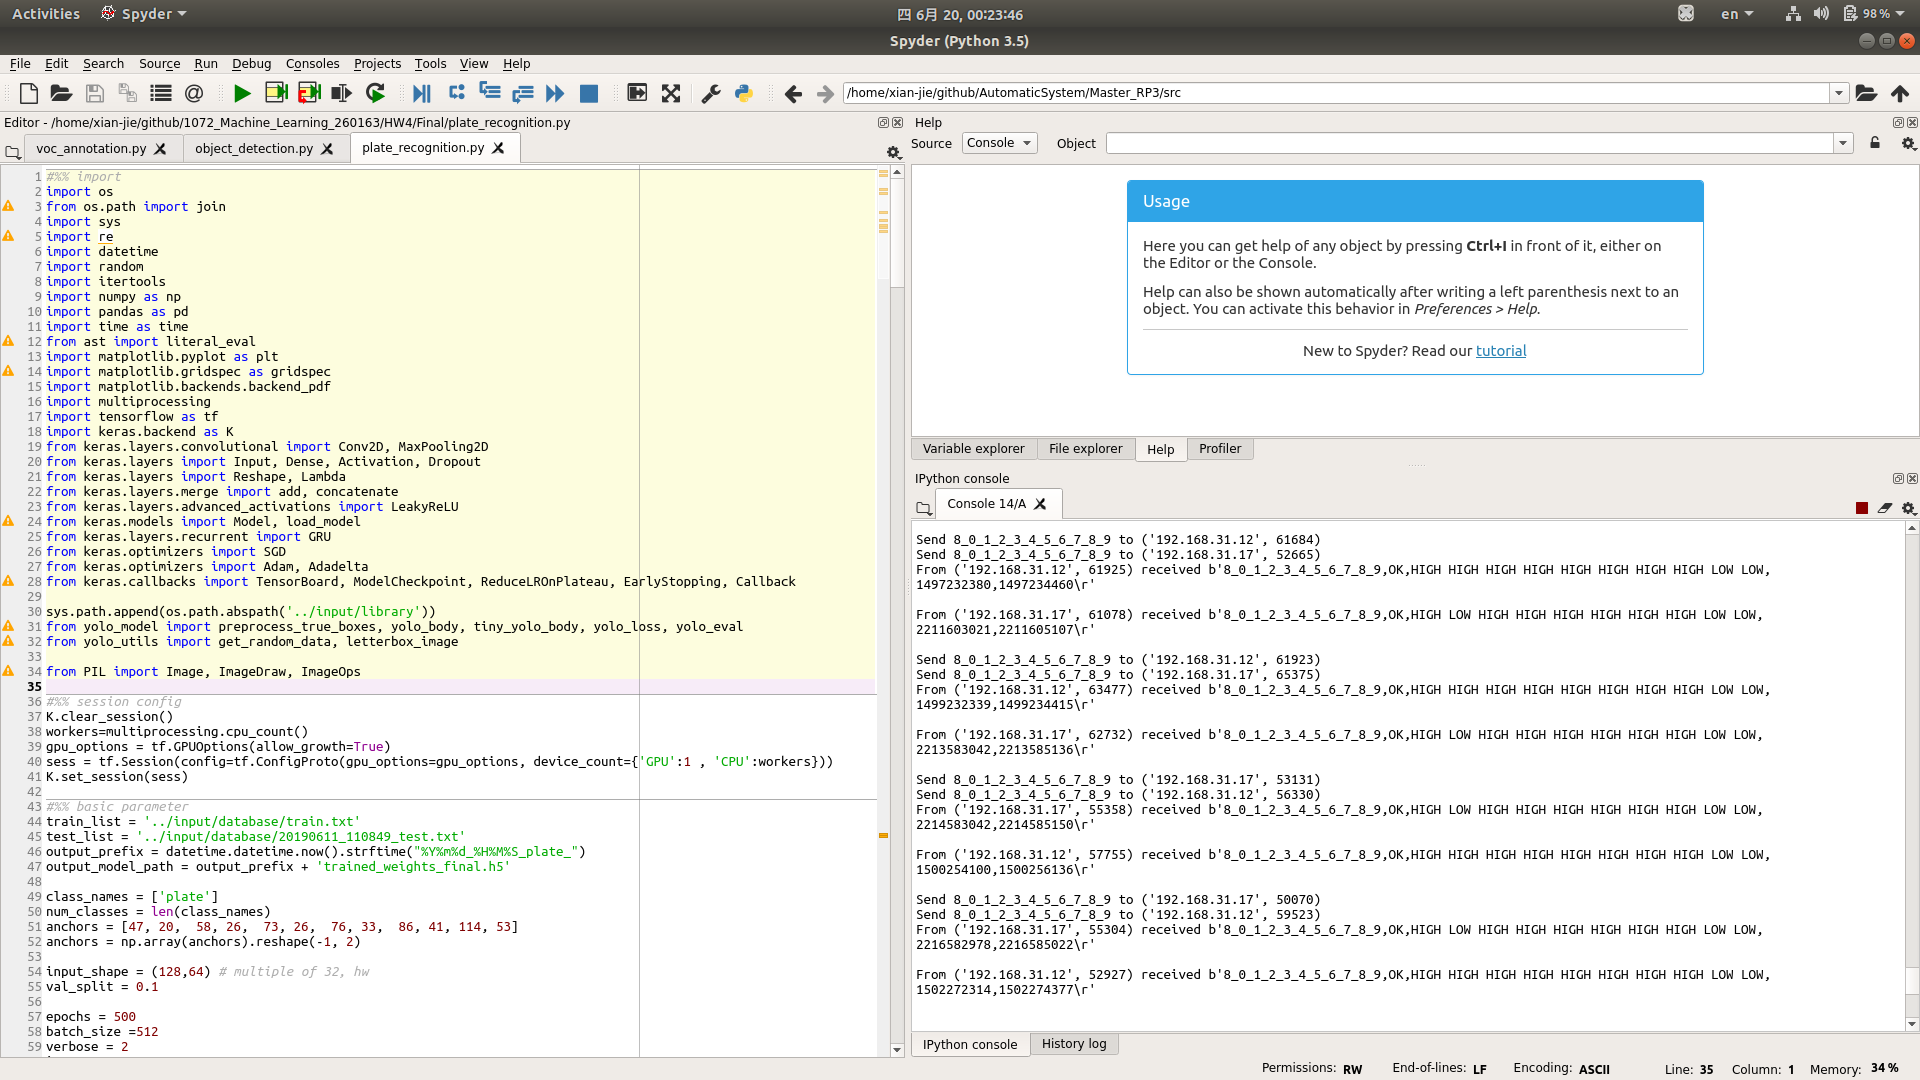 Activities
Spyder
四 6月 20, 00:23:46
en
98%
Spyder (Python 3.5)
File Edit Search Source Run Debug Consoles Projects Tools View Help
/home/xian-jie/github/AutomaticSystem/Master_RP3/src
Editor - /home/xian-jie/github/1072_Machine_Learning_260163/HW4/Final/plate_recognition.py
voc_annotation.py
object_detection.py
plate_recognition.py
1 #%% import
2 import os
3 from os.path import join
4 import sys
5 import re
6 import datetime
7 import random
8 import itertools
9 import numpy as np
10 import pandas as pd
11 import time as time
12 from ast import literal_eval
13 import matplotlib.pyplot as plt
14 import matplotlib.gridspec as gridspec
15 import matplotlib.backends.backend_pdf
16 import multiprocessing
17 import tensorflow as tf
18 import keras.backend as K
19 from keras.layers.convolutional import Conv2D, MaxPooling2D
20 from keras.layers import Input, Dense, Activation, Dropout
21 from keras.layers import Reshape, Lambda
22 from keras.layers.merge import add, concatenate
23 from keras.layers.advanced_activations import LeakyReLU
24 from keras.models import Model, load_model
25 from keras.layers.recurrent import GRU
26 from keras.optimizers import SGD
27 from keras.optimizers import Adam, Adadelta
28 from keras.callbacks import TensorBoard, ModelCheckpoint, ReduceLROnPlateau, EarlyStopping, Callback
29
30 sys.path.append(os.path.abspath('../input/library'))
31 from yolo_model import preprocess_true_boxes, yolo_body, tiny_yolo_body, yolo_loss, yolo_eval
32 from yolo_utils import get_random_data, letterbox_image
33
34 from PIL import Image, ImageDraw, ImageOps
35
36 #%% session config
37 K.clear_session()
38 workers=multiprocessing.cpu_count()
39 gpu_options = tf.GPUOptions(allow_growth=True)
40 sess = tf.Session(config=tf.ConfigProto(gpu_options=gpu_options, device_count={'GPU':1 , 'CPU':workers}))
41 K.set_session(sess)
42
43 #%% basic parameter
44 train_list = '../input/database/train.txt'
45 test_list = '../input/database/20190611_110849_test.txt'
46 output_prefix = datetime.datetime.now().strftime("%Y%m%d_%H%M%S_plate_")
47 output_model_path = output_prefix + 'trained_weights_final.h5'
48
49 class_names = ['plate']
50 num_classes = len(class_names)
51 anchors = [47, 20,  58, 26,  73, 26,  76, 33,  86, 41, 114, 53]
52 anchors = np.array(anchors).reshape(-1, 2)
53
54 input_shape = (128,64) # multiple of 32, hw
55 val_split = 0.1
56
57 epochs = 500
58 batch_size =512
59 verbose = 2
Help
Source Console Object
Usage
Here you can get help of any object by pressing Ctrl+I in front of it, either on
the Editor or the Console.
Help can also be shown automatically after writing a left parenthesis next to an
object. You can activate this behavior in Preferences > Help.
New to Spyder? Read our tutorial
Variable explorer File explorer Help Profiler
IPython console
Console 14/A
Send 8_0_1_2_3_4_5_6_7_8_9 to ('192.168.31.12', 61684)
Send 8_0_1_2_3_4_5_6_7_8_9 to ('192.168.31.17', 52665)
From ('192.168.31.12', 61925) received b'8_0_1_2_3_4_5_6_7_8_9,OK,HIGH HIGH HIGH HIGH HIGH HIGH HIGH HIGH LOW LOW,
1497232380,1497234460\r'
From ('192.168.31.17', 61078) received b'8_0_1_2_3_4_5_6_7_8_9,OK,HIGH LOW HIGH HIGH HIGH HIGH HIGH HIGH LOW LOW,
2211603021,2211605107\r'
Send 8_0_1_2_3_4_5_6_7_8_9 to ('192.168.31.12', 61923)
Send 8_0_1_2_3_4_5_6_7_8_9 to ('192.168.31.17', 65375)
From ('192.168.31.12', 63477) received b'8_0_1_2_3_4_5_6_7_8_9,OK,HIGH HIGH HIGH HIGH HIGH HIGH HIGH HIGH LOW LOW,
1499232339,1499234415\r'
From ('192.168.31.17', 62732) received b'8_0_1_2_3_4_5_6_7_8_9,OK,HIGH LOW HIGH HIGH HIGH HIGH HIGH HIGH LOW LOW,
2213583042,2213585136\r'
Send 8_0_1_2_3_4_5_6_7_8_9 to ('192.168.31.17', 53131)
Send 8_0_1_2_3_4_5_6_7_8_9 to ('192.168.31.12', 56330)
From ('192.168.31.17', 55358) received b'8_0_1_2_3_4_5_6_7_8_9,OK,HIGH LOW HIGH HIGH HIGH HIGH HIGH HIGH LOW LOW,
2214583042,2214585150\r'
From ('192.168.31.12', 57755) received b'8_0_1_2_3_4_5_6_7_8_9,OK,HIGH HIGH HIGH HIGH HIGH HIGH HIGH HIGH LOW LOW,
1500254100,1500256136\r'
Send 8_0_1_2_3_4_5_6_7_8_9 to ('192.168.31.17', 50070)
Send 8_0_1_2_3_4_5_6_7_8_9 to ('192.168.31.12', 59523)
From ('192.168.31.17', 55304) received b'8_0_1_2_3_4_5_6_7_8_9,OK,HIGH LOW HIGH HIGH HIGH HIGH HIGH HIGH LOW LOW,
2216582978,2216585022\r'
From ('192.168.31.12', 52927) received b'8_0_1_2_3_4_5_6_7_8_9,OK,HIGH HIGH HIGH HIGH HIGH HIGH HIGH HIGH LOW LOW,
1502272314,1502274377\r'
IPython console History log
Permissions: RW End-of-lines: LF Encoding: ASCII Line: 35 Column: 1 Memory: 34 %